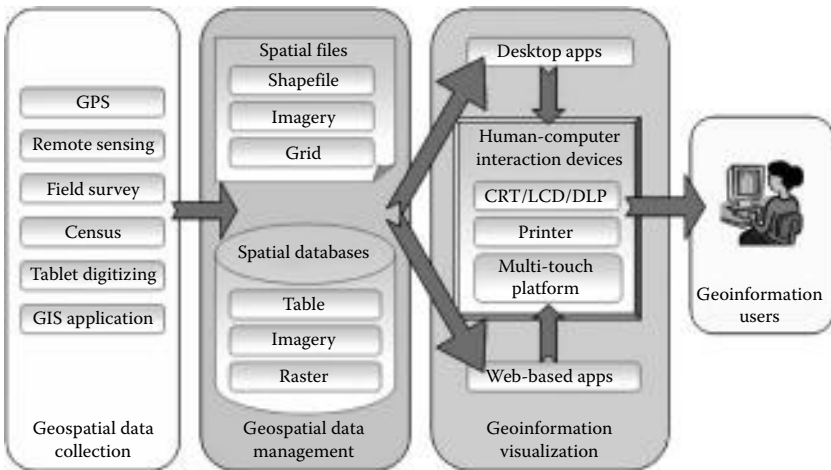 GPS
Remote sensing
Field survey
Census
Tablet digitizing
GIS application
Geospatial data
collection
Spatial files
Shapefile
Imagery
Grid
Spatial databases
Table
Imagery
Raster
Geospatial data
management
Desktop apps
Human-computer
interaction devices
CRT/LCD/DLP
Printer
Multi-touch
platform
Web-based apps
Geoinformation
visualization
Geoinformation
users